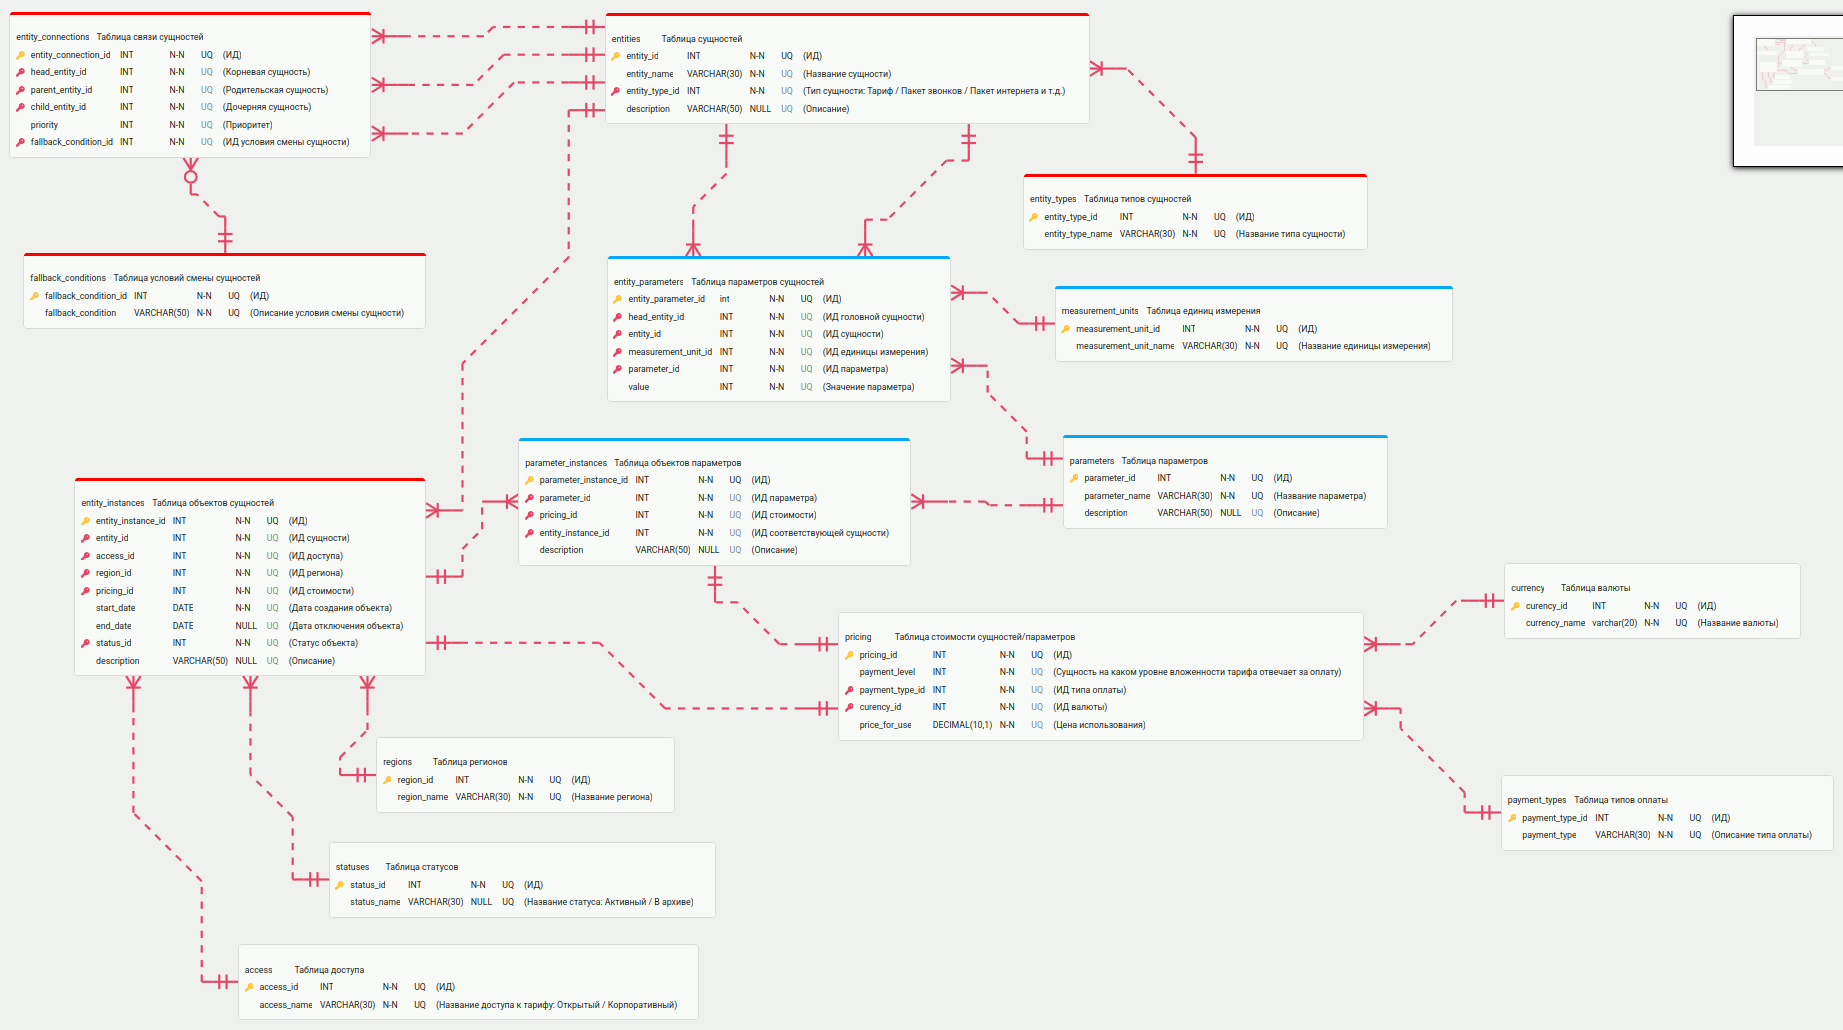 entity_connections Таблица связи сущностей
entity_connection_id INT N-N UQ (ИД)
head_entity_id INT N-N UQ (Корневая сущность)
parent_entity_id INT N-N UQ (Родительская сущность)
child_entity_id INT N-N UQ (Дочерняя сущность)
priority INT N-N UQ (Приоритет)
fallback_condition_id INT N-N UQ (ИД условия смены сущности)
entities Таблица сущностей
entity_id INT N-N UQ (ИД)
entity_name VARCHAR(30) N-N UQ (Название сущности)
entity_type_id INT N-N UQ (Тип сущности: Тариф / Пакет звонков / Пакет интернета и т.д.)
description VARCHAR(50) NULL UQ (Описание)
entity_types Таблица типов сущностей
entity_type_id INT N-N UQ (ИД)
entity_type_name VARCHAR(30) N-N UQ (Название типа сущности)
fallback_conditions Таблица условий смены сущностей
fallback_condition_id INT N-N UQ (ИД)
fallback_condition VARCHAR(50) N-N UQ (Описание условия смены сущности)
entity_parameters Таблица параметров сущностей
entity_parameter_id int N-N UQ (ИД)
head_entity_id INT N-N UQ (ИД головной сущности)
entity_id INT N-N UQ (ИД сущности)
measurement_unit_id INT N-N UQ (ИД единицы измерения)
parameter_id INT N-N UQ (ИД параметра)
value INT N-N UQ (Значение параметра)
measurement_units Таблица единиц измерения
measurement_unit_id INT N-N UQ (ИД)
measurement_unit_name VARCHAR(30) N-N UQ (Название единицы измерения)
parameter_instances Таблица объектов параметров
parameter_instance_id INT N-N UQ (ИД)
parameter_id INT N-N UQ (ИД параметра)
pricing_id INT N-N UQ (ИД стоимости)
entity_instance_id INT N-N UQ (ИД соответствующей сущности)
description VARCHAR(50) NULL UQ (Описание)
parameters Таблица параметров
parameter_id INT N-N UQ (ИД)
parameter_name VARCHAR(30) N-N UQ (Название параметра)
description VARCHAR(50) NULL UQ (Описание)
entity_instances Таблица объектов сущностей
entity_instance_id INT N-N UQ (ИД)
entity_id INT N-N UQ (ИД сущности)
access_id INT N-N UQ (ИД доступа)
region_id INT N-N UQ (ИД региона)
pricing_id INT N-N UQ (ИД стоимости)
start_date DATE N-N UQ (Дата создания объекта)
end_date DATE NULL UQ (Дата отключения объекта)
status_id INT N-N UQ (Статус объекта)
description VARCHAR(50) NULL UQ (Описание)
currency Таблица валюты
curency_id INT N-N UQ (ИД)
currency_name varchar(20) N-N UQ (Название валюты)
pricing Таблица стоимости сущностей/параметров
pricing_id INT N-N UQ (ИД)
payment_level INT N-N UQ (Сущность на каком уровне вложенности тарифа отвечает за оплату)
payment_type_id INT N-N UQ (ИД типа оплаты)
curency_id INT N-N UQ (ИД валюты)
price_for_use DECIMAL(10,1) N-N UQ (Цена использования)
regions Таблица регионов
region_id INT N-N UQ (ИД)
region_name VARCHAR(30) N-N UQ (Название региона)
payment_types Таблица типов оплаты
payment_type_id INT N-N UQ (ИД)
payment_type VARCHAR(30) N-N UQ (Описание типа оплаты)
statuses Таблица статусов
status_id INT N-N UQ (ИД)
status_name VARCHAR(30) NULL UQ (Название статуса: Активный / В архиве)
access Таблица доступа
access_id INT N-N UQ (ИД)
access_name VARCHAR(30) N-N UQ (Название доступа к тарифу: Открытый / Корпоративный)